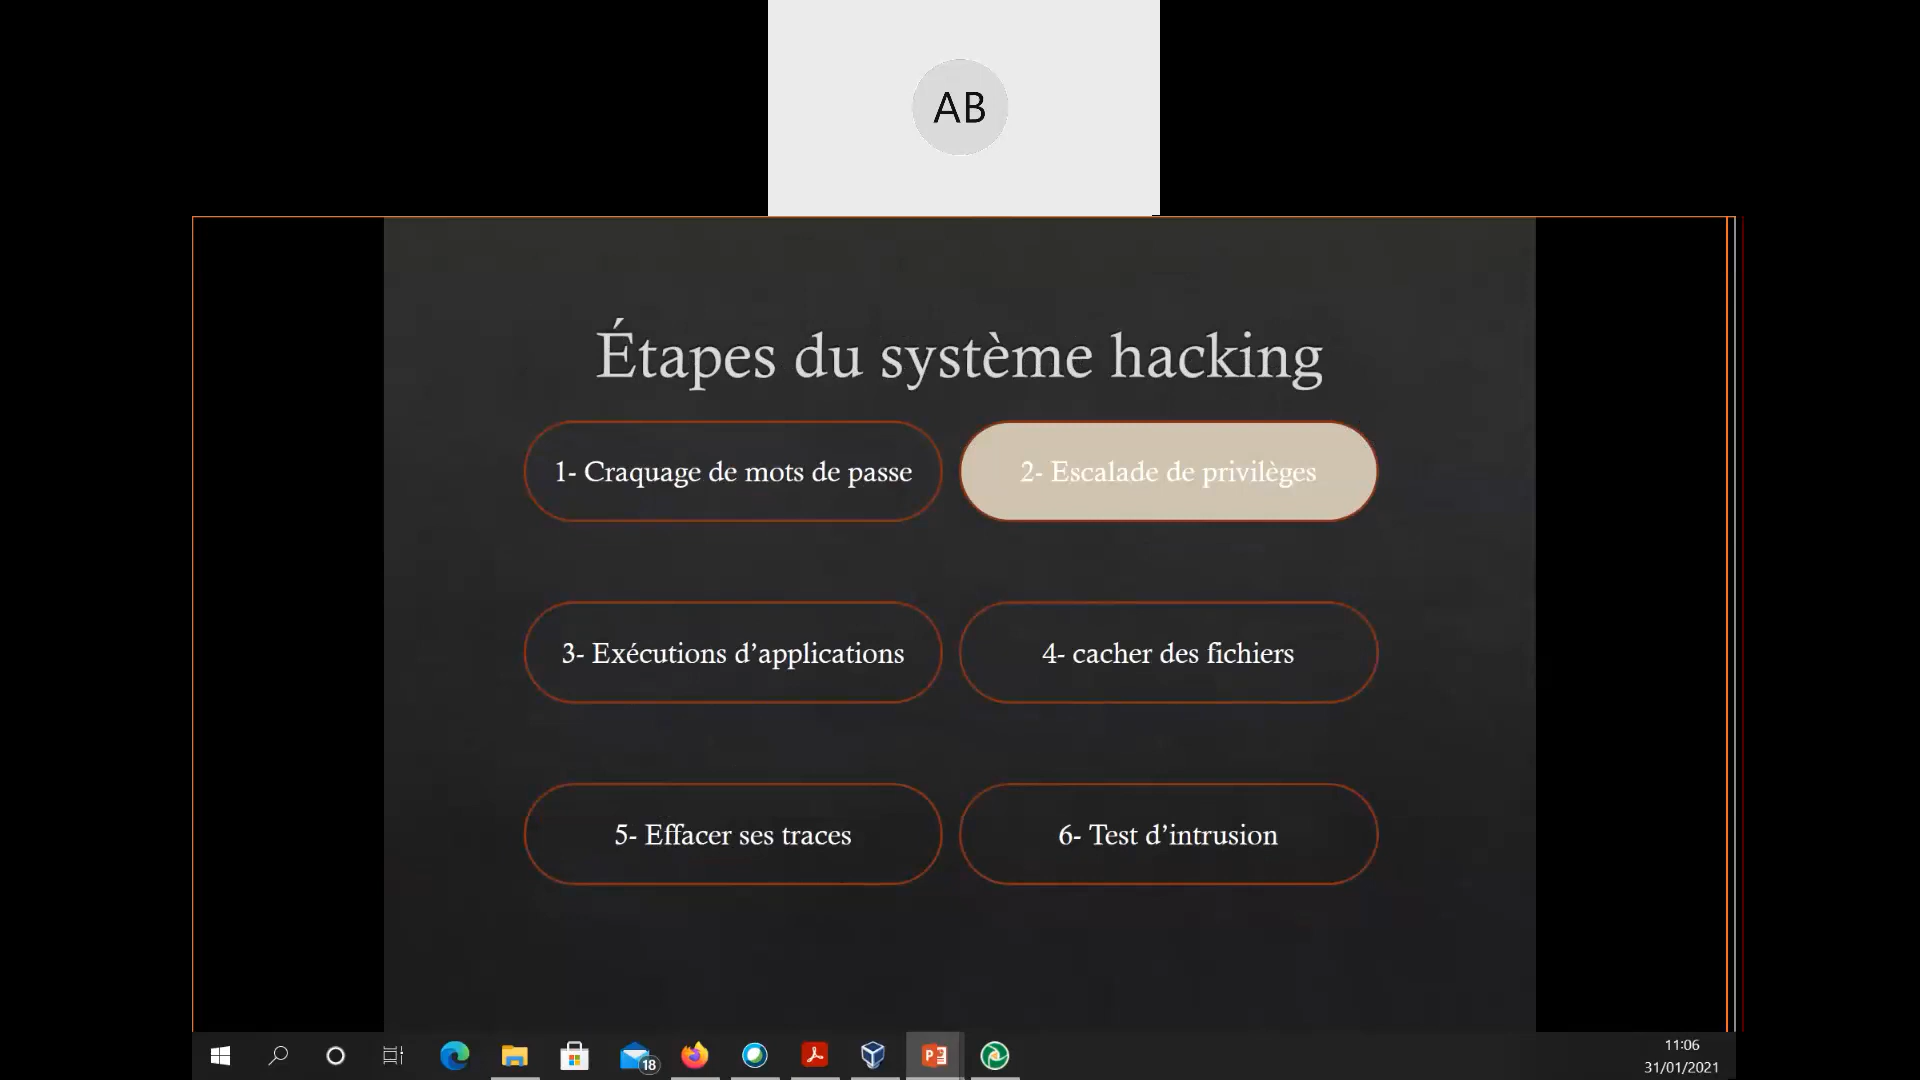 AB
Étapes du système hacking
1- Craquage de mots de passe
2- Escalade de privilèges
3- Exécutions d’applications
4- cacher des fichiers
5- Effacer ses traces
6- Test d’intrusion
18
11:06
31/01/2021